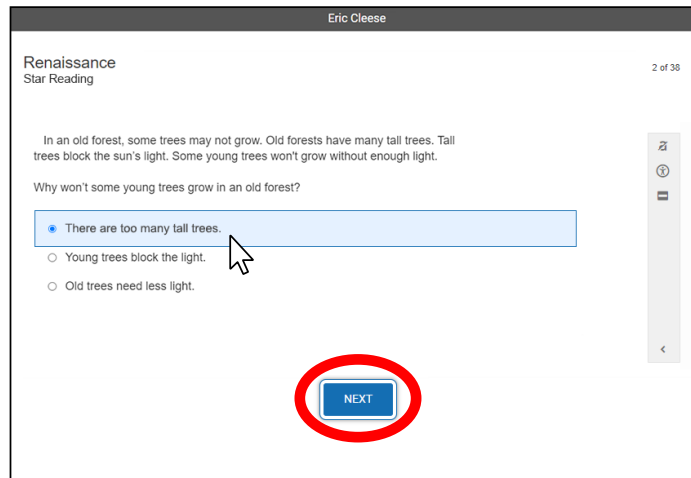 Eric Cleese
Renaissance
Star Reading
2 of 38
In an old forest, some trees may not grow. Old forests have many tall trees. Tall
trees block the sun's light. Some young trees won't grow without enough light.
Why won't some young trees grow in an old forest?
There are too many tall trees.
Young trees block the light.
Old trees need less light.
NEXT